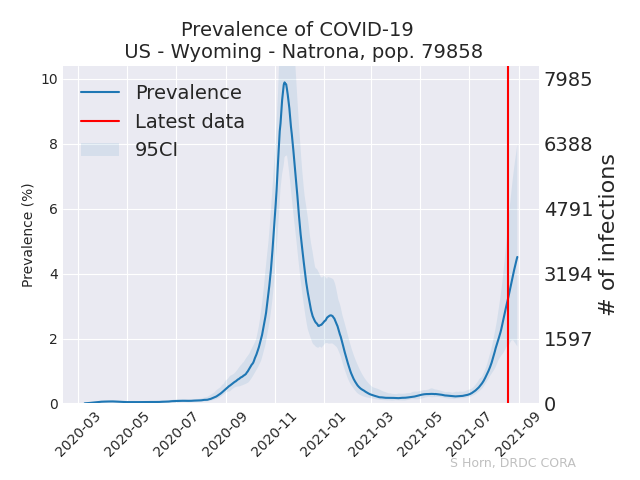 Prevalence of COVID-19
US - Wyoming - Natrona, pop. 79858
Prevalence
Latest data
95CI
Prevalence (%)
10
8
6
4
2
0
7985
6388
4791
3194
1597
0
# of infections
2020-03
2020-05
2020-07
2020-09
2020-11
2021-01
2021-03
2021-05
2021-07
2021-09
S Horn, DRDC CORA